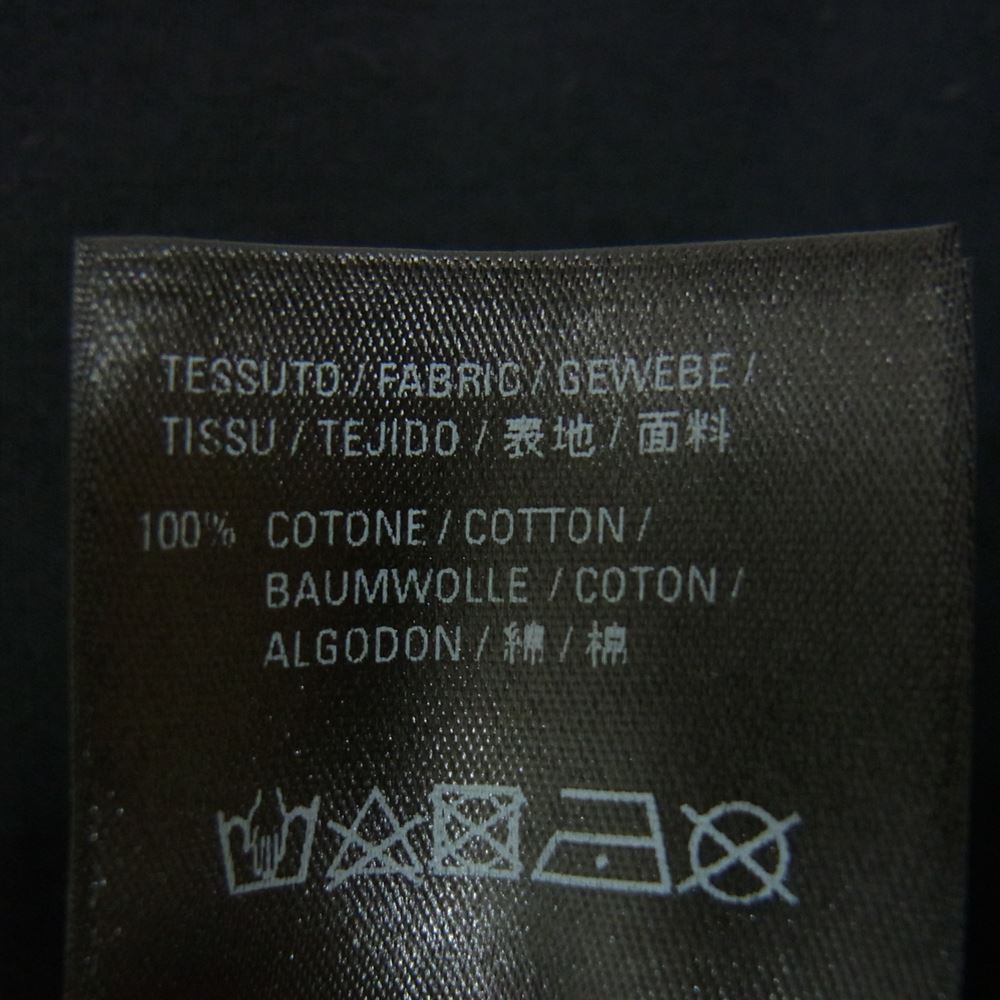 TESSUTO / FABRIC / GEWEBE /
TISSU / TEJIDO / 表地 / 面料
100% COTONE / COTTON /
BAUMWOLLE / COTON /
ALGODON / 綿 / 棉